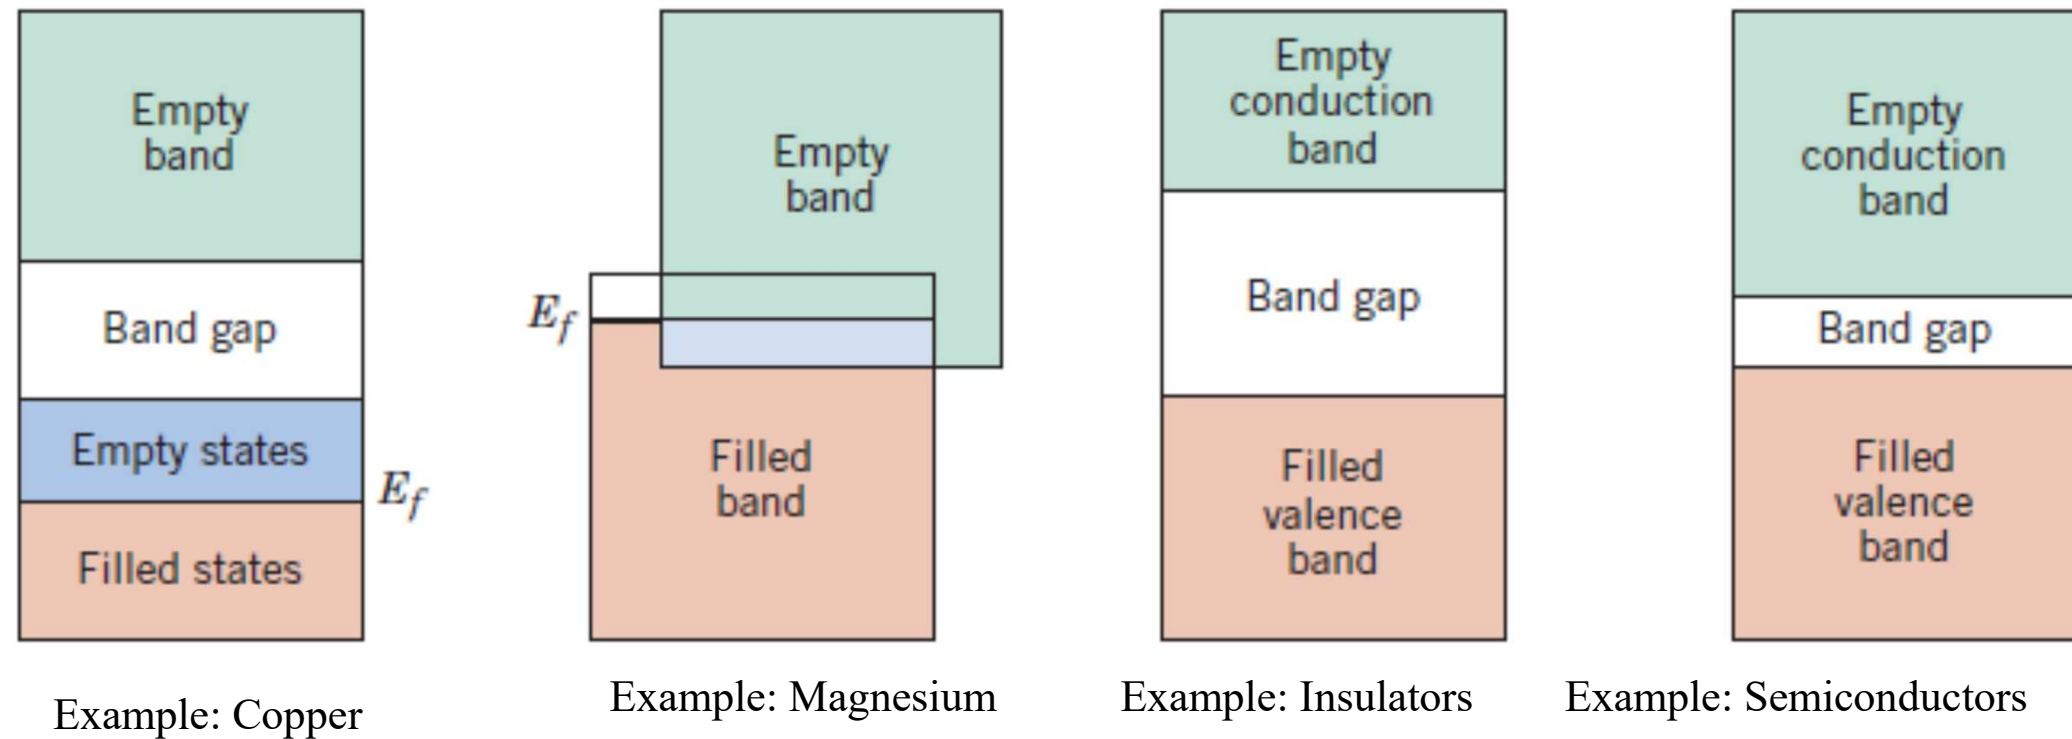 Empty
band
Band gap
Empty states
E_f
Filled states
Example: Copper
Empty
band
E_f
Filled
band
Example: Magnesium
Empty
conduction
band
Band gap
Filled
valence
band
Example: Insulators
Empty
conduction
band
Band gap
Filled
valence
band
Example: Semiconductors